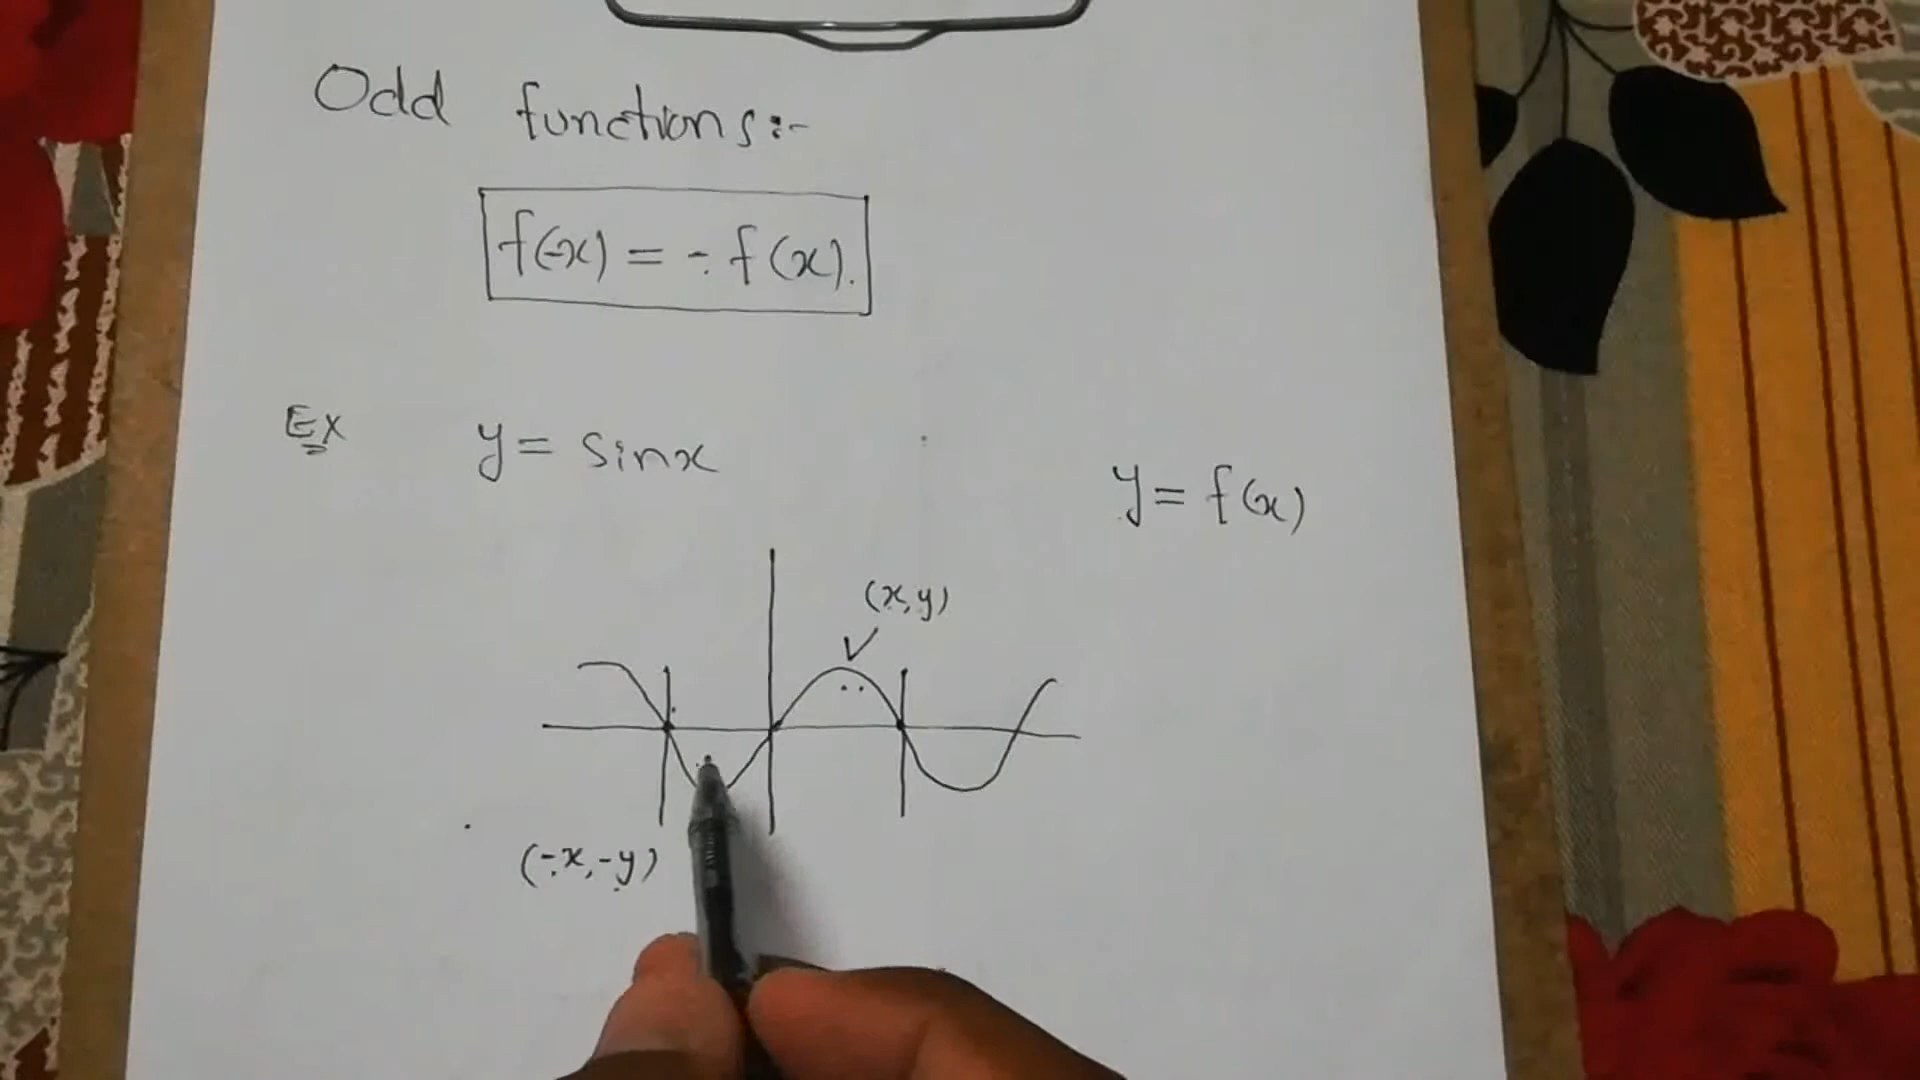 Odd functions:-
f(-x) = - f(x).
Ex y = sinx
y = f(x)
(x,y)
(-x,-y)